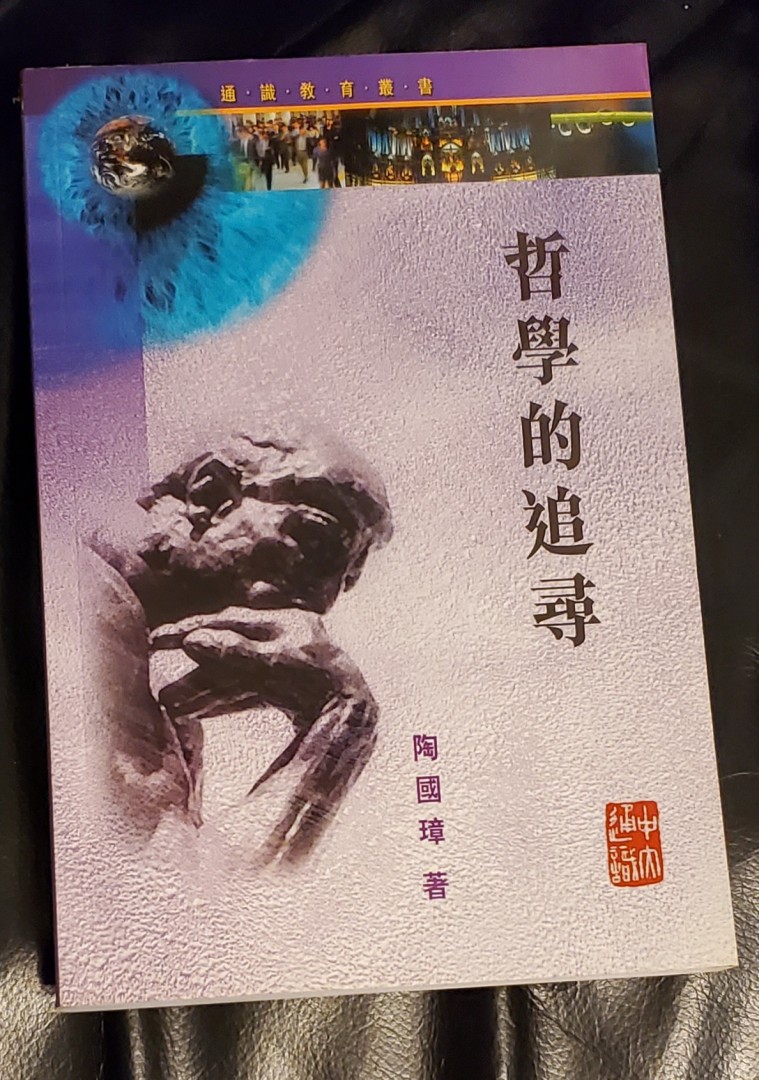 通·識·教·育·叢·書
哲學的追尋
陶國璋 著
中大
通識